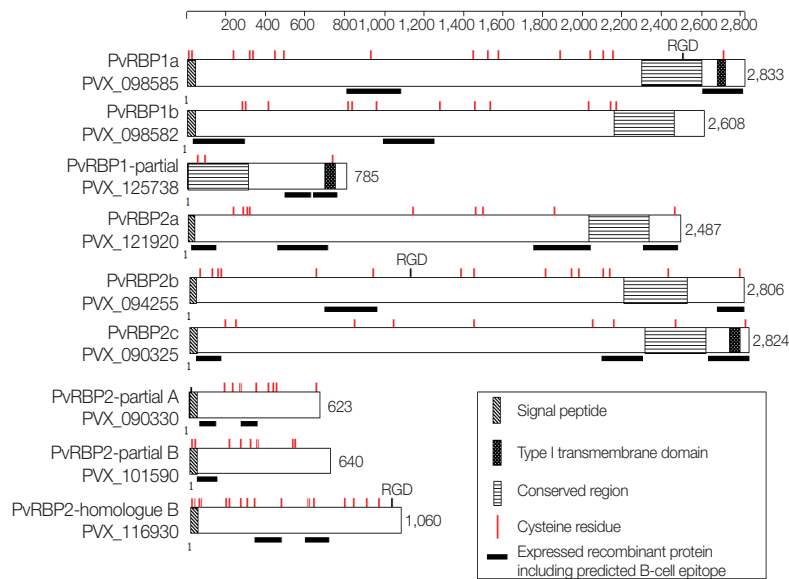 200 400 600 800 1,000 1,200 1,400 1,600 1,800 2,000 2,200 2,400 2,600 2,800
RGD
PvRBP1a
PVX_098585
2,833
1
PvRBP1b
PVX_098582
2,608
1
PvRBP1-partial
PVX_125738
785
1
PvRBP2a
PVX_121920
2,487
1
RGD
PvRBP2b
PVX_094255
2,806
1
PvRBP2c
PVX_090325
2,824
1
PvRBP2-partial A
PVX_090330
623
1
PvRBP2-partial B
PVX_101590
640
1
RGD
PvRBP2-homologue B
PVX_116930
1,060
1
Signal peptide
Type I transmembrane domain
Conserved region
Cysteine residue
Expressed recombinant protein
including predicted B-cell epitope